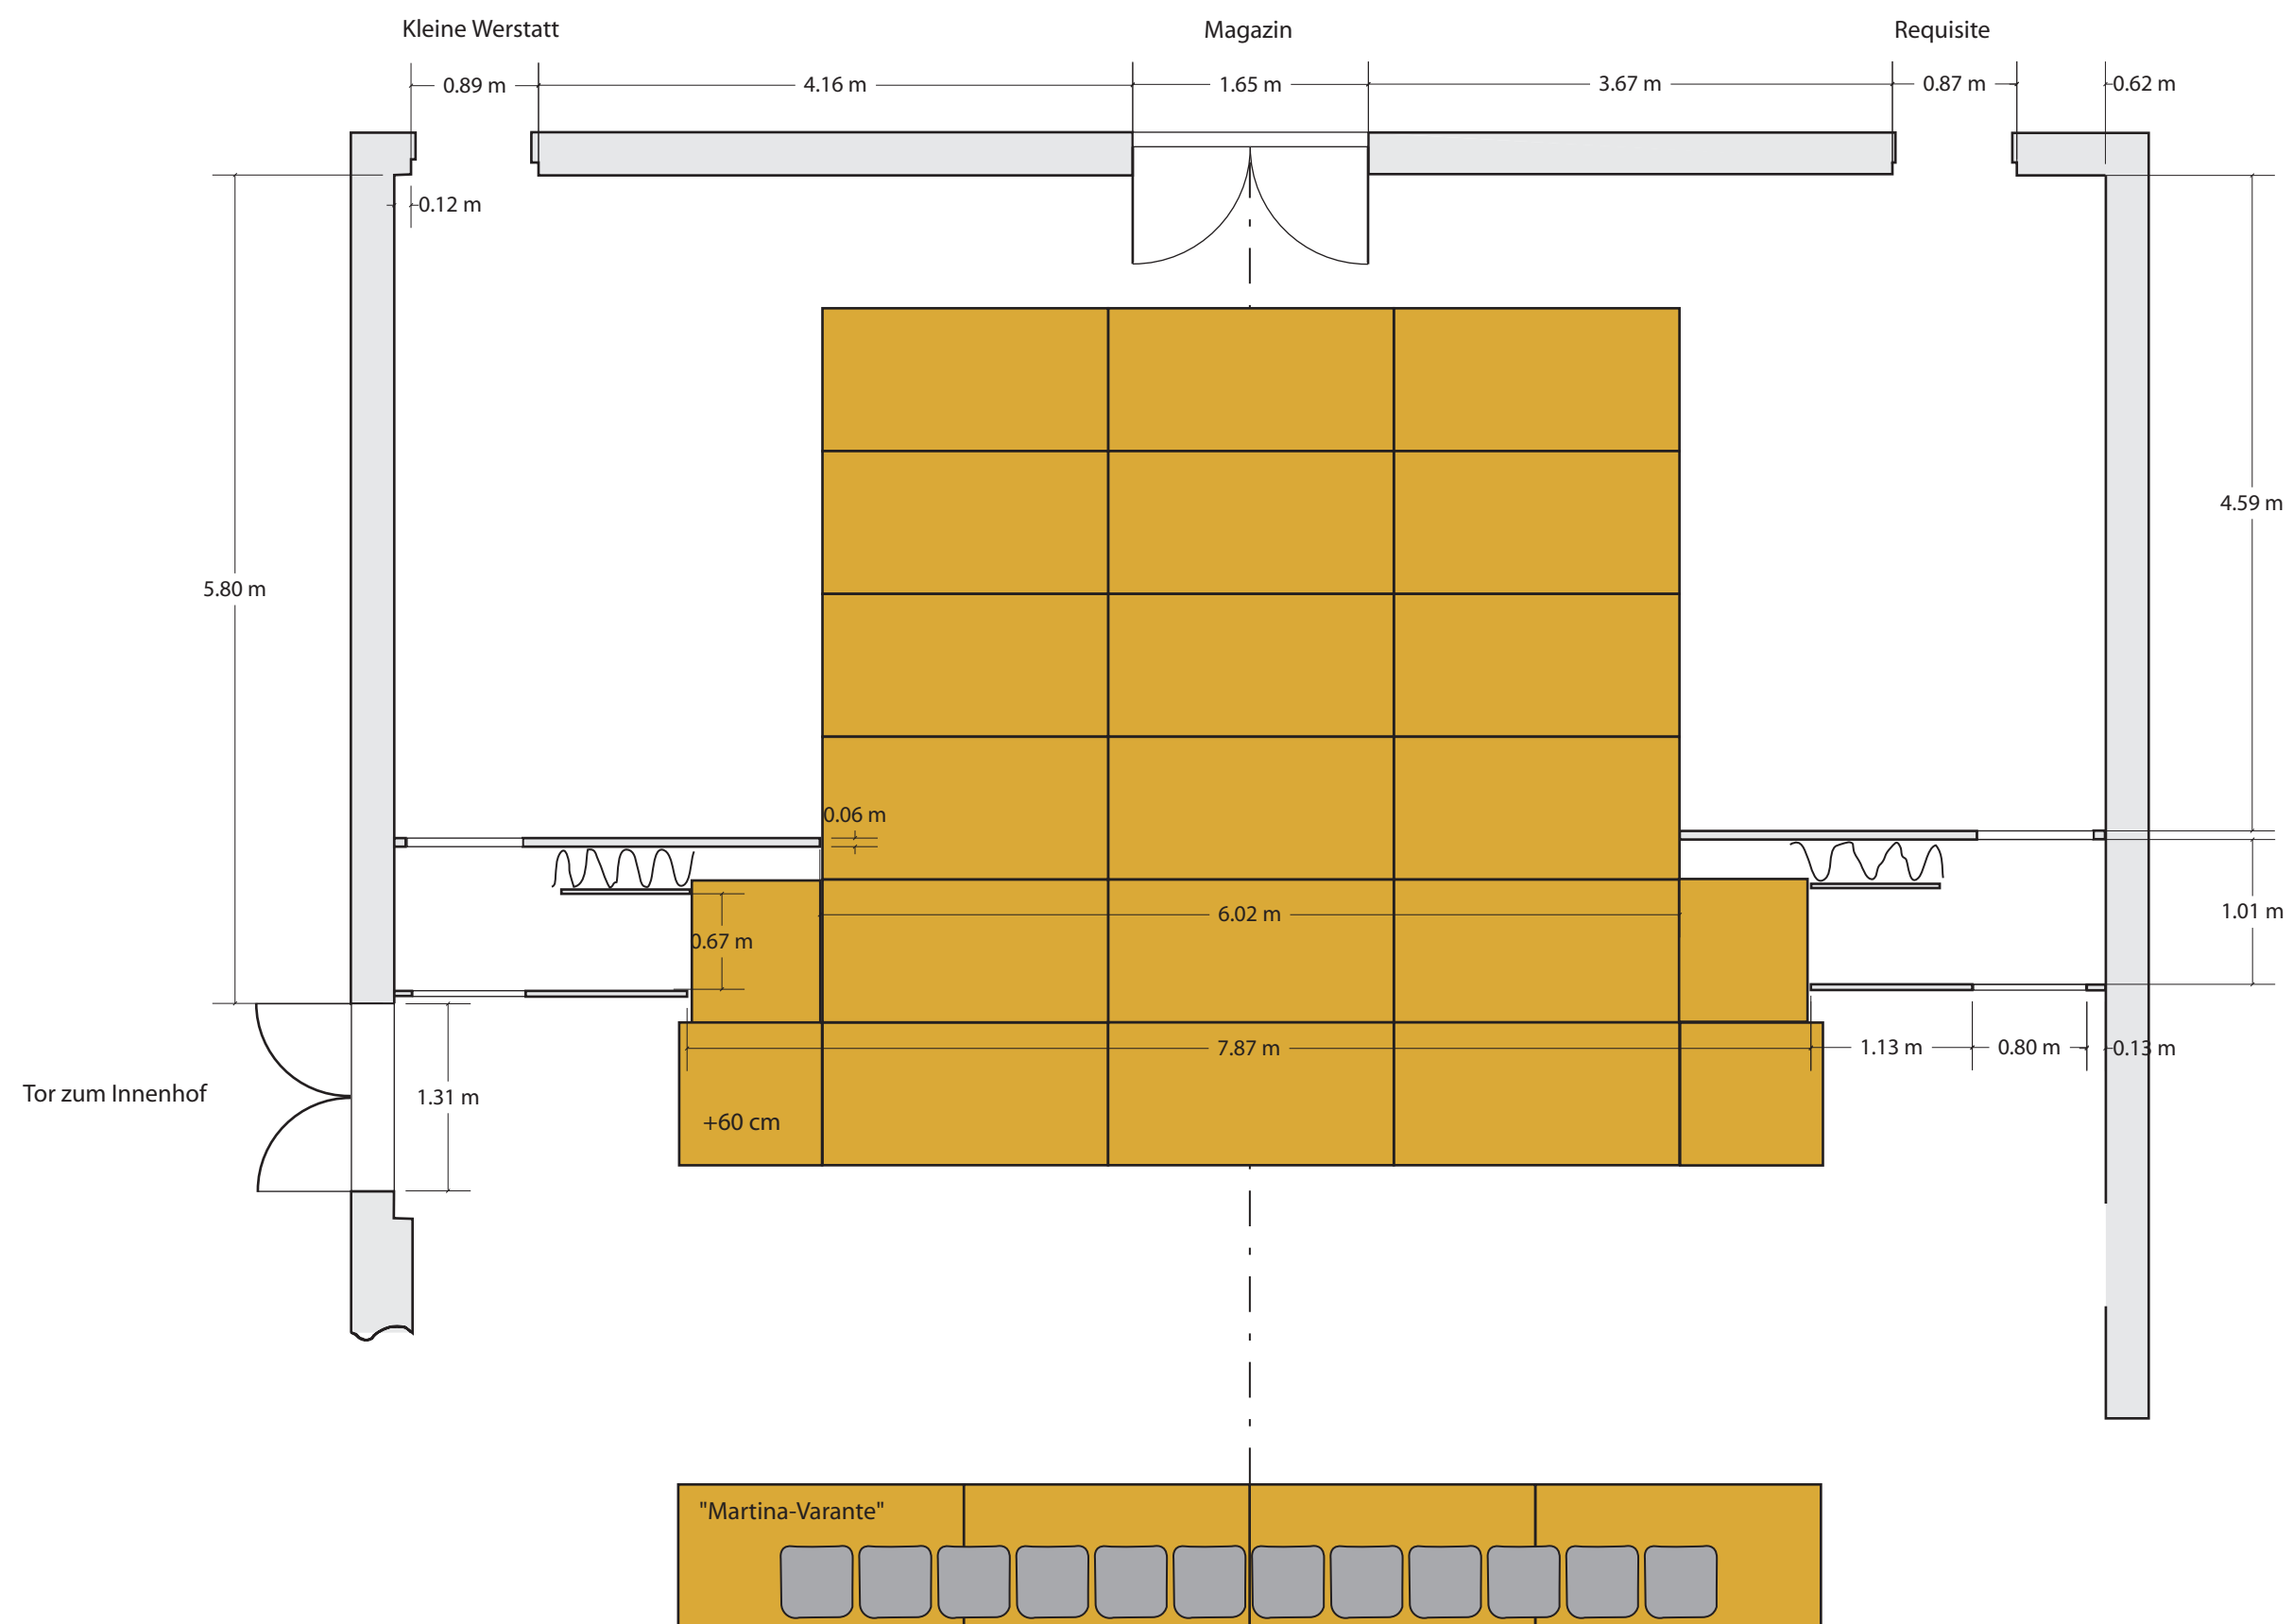 Kleine Werstatt
Magazin
Requisite
0.89 m
4.16 m
1.65 m
3.67 m
0.87 m
0.62 m
0.12 m
4.59 m
5.80 m
0.06 m
6.02 m
1.01 m
0.67 m
7.87 m
1.13 m
0.80 m
0.13 m
Tor zum Innenhof
1.31 m
+60 cm
"Martina-Varante"